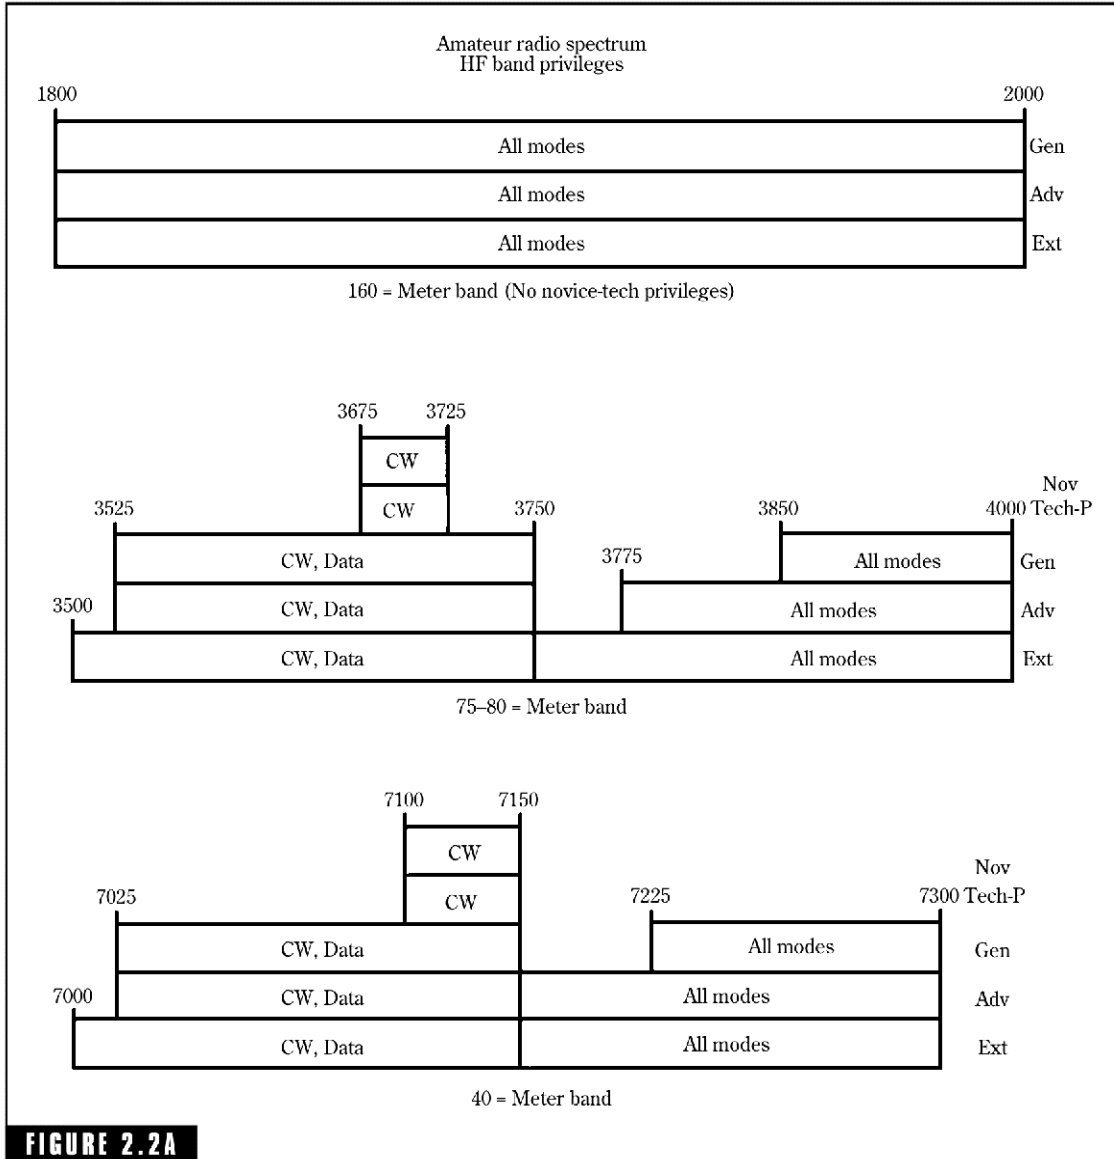 Amateur radio spectrum
HF band privileges
1800 2000
All modes Gen
All modes Adv
All modes Ext
160 = Meter band (No novice-tech privileges)
3675 3725
CW
Nov
CW
3525 3750 3850 4000 Tech-P
CW, Data 3775 All modes Gen
3500 CW, Data All modes Adv
CW, Data All modes Ext
75–80 = Meter band
7100 7150
CW
Nov
7025 CW 7225 7300 Tech-P
CW, Data All modes Gen
7000 CW, Data All modes Adv
CW, Data All modes Ext
40 = Meter band
FIGURE 2.2A